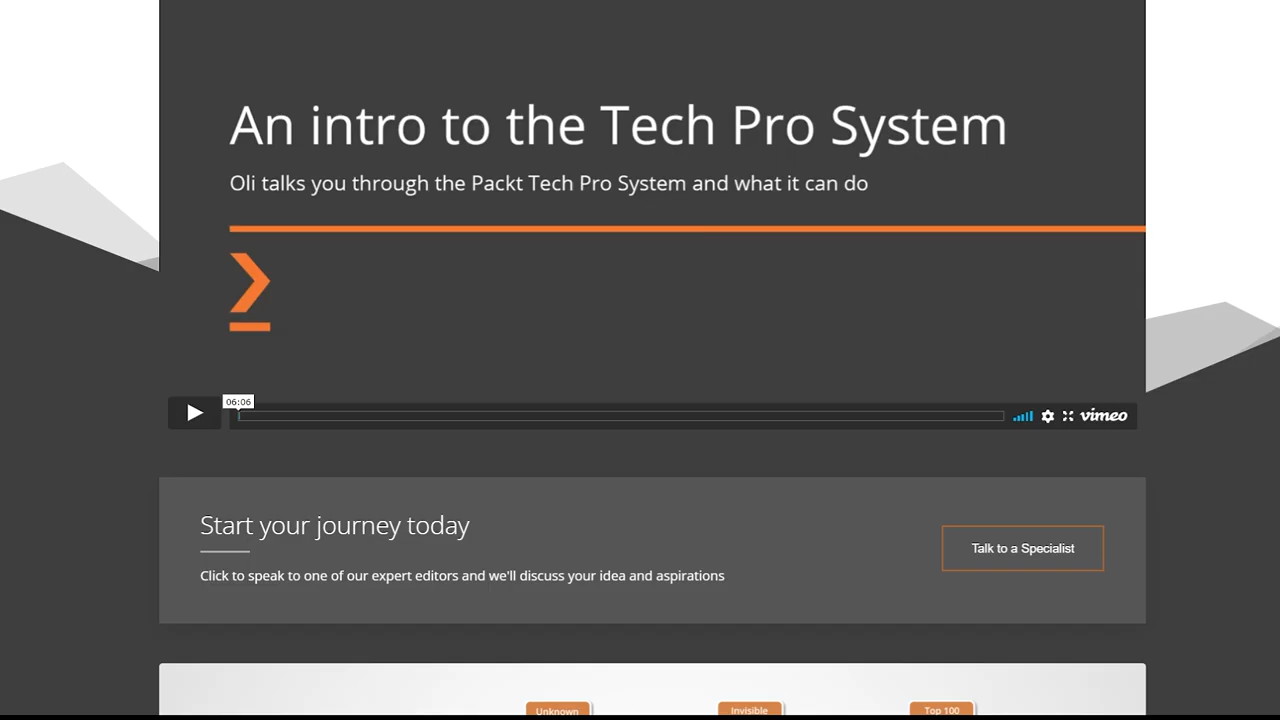 An intro to the Tech Pro System
Oli talks you through the Packt Tech Pro System and what it can do
06:06
vimeo
Start your journey today
Click to speak to one of our expert editors and we'll discuss your idea and aspirations
Talk to a Specialist
Unknown
Invisible
Top 100